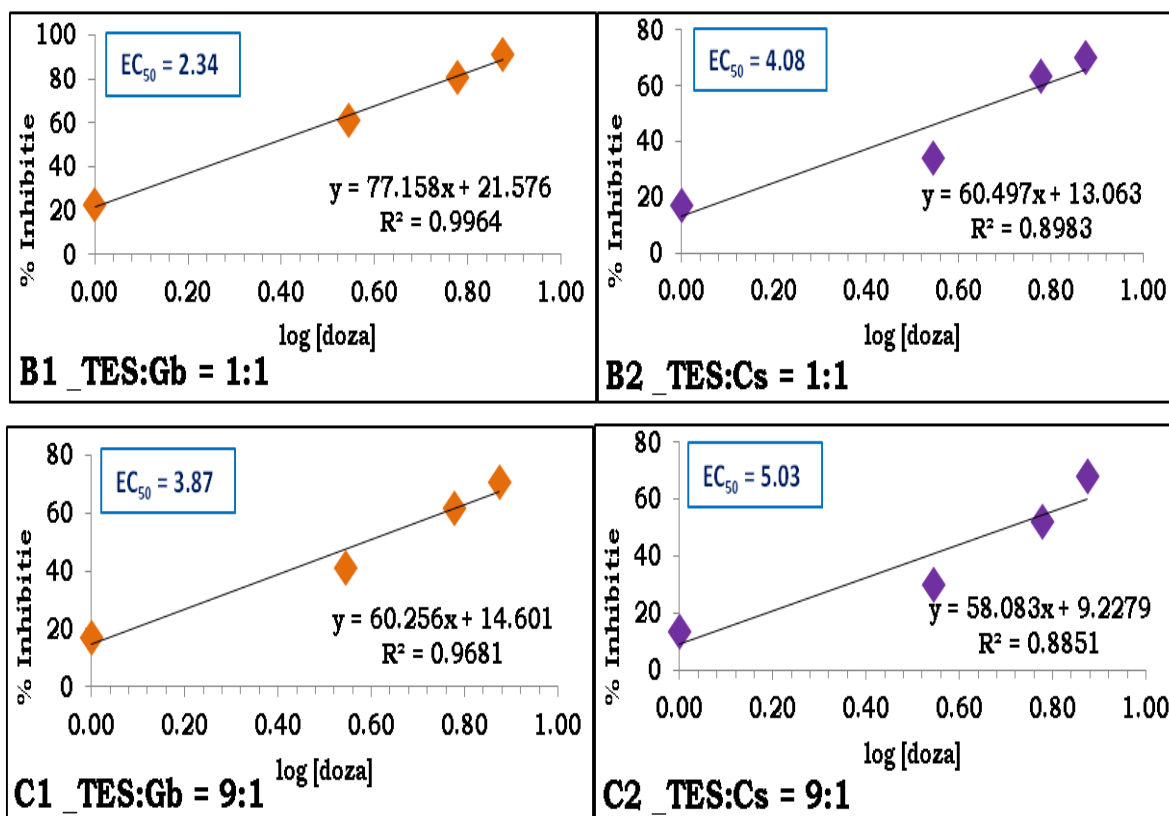 100
80
60
40
20
0
% Inhibitie
EC₅₀ = 2.34
y = 77.158x + 21.576
R² = 0.9964
0.00 0.20 0.40 0.60 0.80 1.00
log [doza]
B1 _TES:Gb = 1:1
80
60
40
20
0
% Inhibitie
EC₅₀ = 4.08
y = 60.497x + 13.063
R² = 0.8983
0.00 0.20 0.40 0.60 0.80 1.00
log [doza]
B2 _TES:Cs = 1:1
80
60
40
20
0
% Inhibitie
EC₅₀ = 3.87
y = 60.256x + 14.601
R² = 0.9681
0.00 0.20 0.40 0.60 0.80 1.00
log [doza]
C1 _TES:Gb = 9:1
80
60
40
20
0
% Inhibitie
EC₅₀ = 5.03
y = 58.083x + 9.2279
R² = 0.8851
0.00 0.20 0.40 0.60 0.80 1.00
log [doza]
C2 _TES:Cs = 9:1